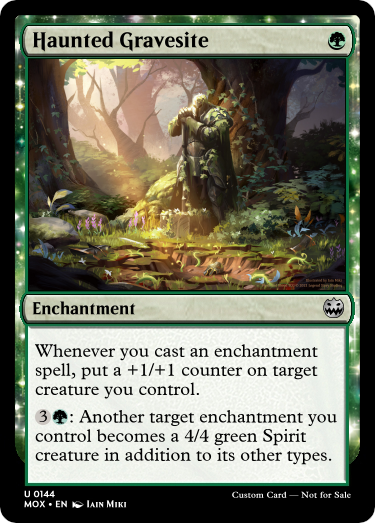 Haunted Gravesite
Enchantment
Whenever you cast an enchantment
spell, put a +1/+1 counter on target
creature you control.
3 : Another target enchantment you
control becomes a 4/4 green Spirit
creature in addition to its other types.
U 0144
MOX • EN Iain Miki
Custom Card — Not for Sale